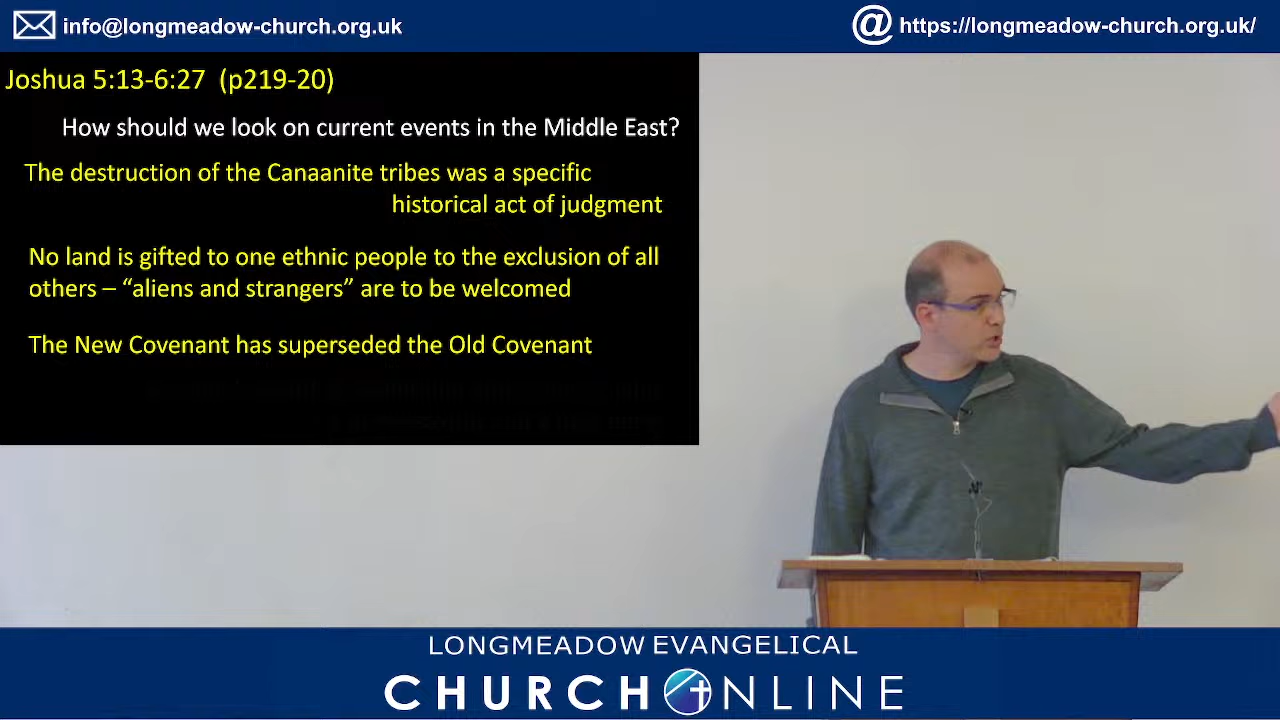 info@longmeadow-church.org.uk
@ https://longmeadow-church.org.uk/
Joshua 5:13-6:27 (p219-20)
How should we look on current events in the Middle East?
The destruction of the Canaanite tribes was a specific
historical act of judgment
No land is gifted to one ethnic people to the exclusion of all
others – “aliens and strangers” are to be welcomed
The New Covenant has superseded the Old Covenant
LONGMEADOW EVANGELICAL
CHURCH ONLINE